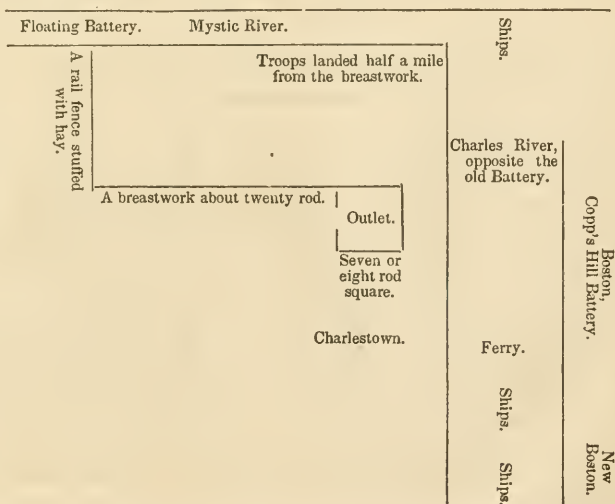 Floating Battery. Mystic River.
Ships.
A rail fence stuffed
with hay.
Troops landed half a mile
from the breastwork.
Charles River,
opposite the
old Battery.
A breastwork about twenty rod.
Outlet.
Seven or
eight rod
square.
Boston,
Copp's Hill Battery.
Charlestown.
Ferry.
Ships.
New
Boston.
Ships.